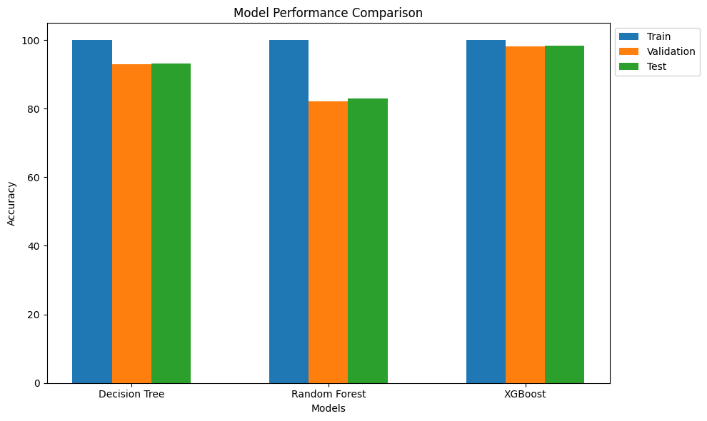 Model Performance Comparison
Train
Validation
Test
Accuracy
100
80
60
40
20
0
Decision Tree
Random Forest
XGBoost
Models